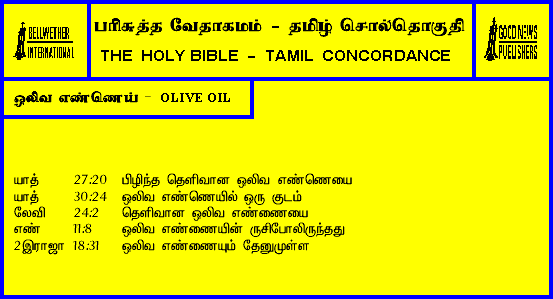 BELLWETHER
INTERNATIONAL
பரிசுத்த வேதாகமம் - தமிழ் சொல்தொகுதி
THE HOLY BIBLE - TAMIL CONCORDANCE
GOOD NEWS
PUBLISHERS
ஒலிவ எண்ணெய் - OLIVE OIL
யாத் 27:20 பிழிந்த தெளிவான ஒலிவ எண்ணெயை
யாத் 30:24 ஒலிவ எண்ணெயில் ஒரு குடம்
லேவி 24:2 தெளிவான ஒலிவ எண்ணையை
எண் 11:8 ஒலிவ எண்ணையின் ருசிபோலிருந்தது
2இராஜா 18:31 ஒலிவ எண்ணையும் தேனுமுள்ள